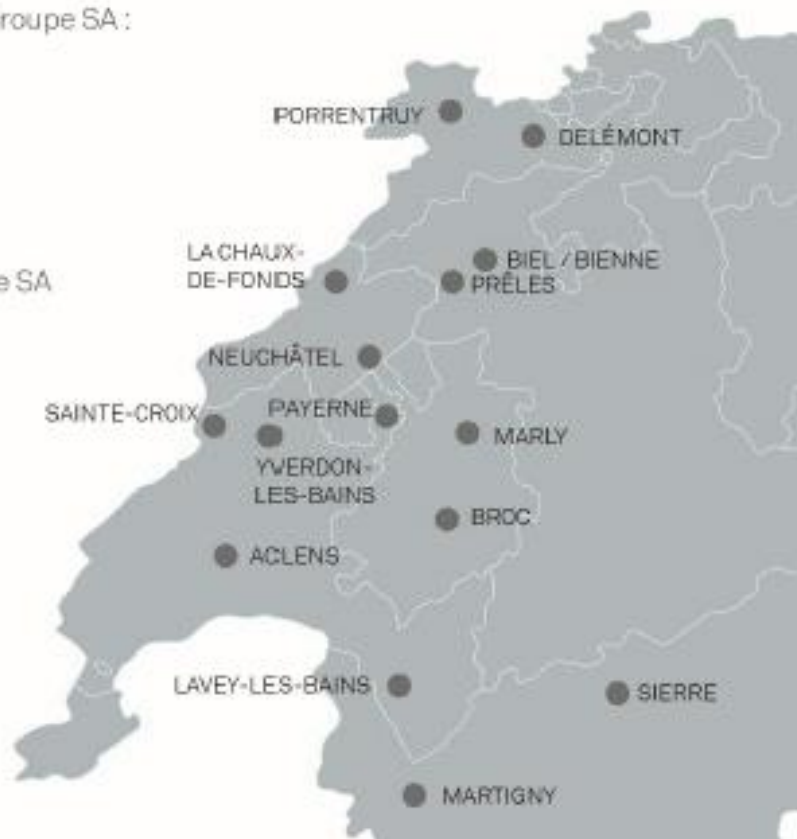 roupe SA :
PORRENTRUY
DELÉMONT
LA CHAUX-
DE-FONDS
BIEL / BIENNE
e SA
PRÊLES
NEUCHÂTEL
SAINTE-CROIX
PAYERNE
MARLY
YVERDON-
LES-BAINS
BROC
ACLENS
LAVEY-LES-BAINS
SIERRE
MARTIGNY